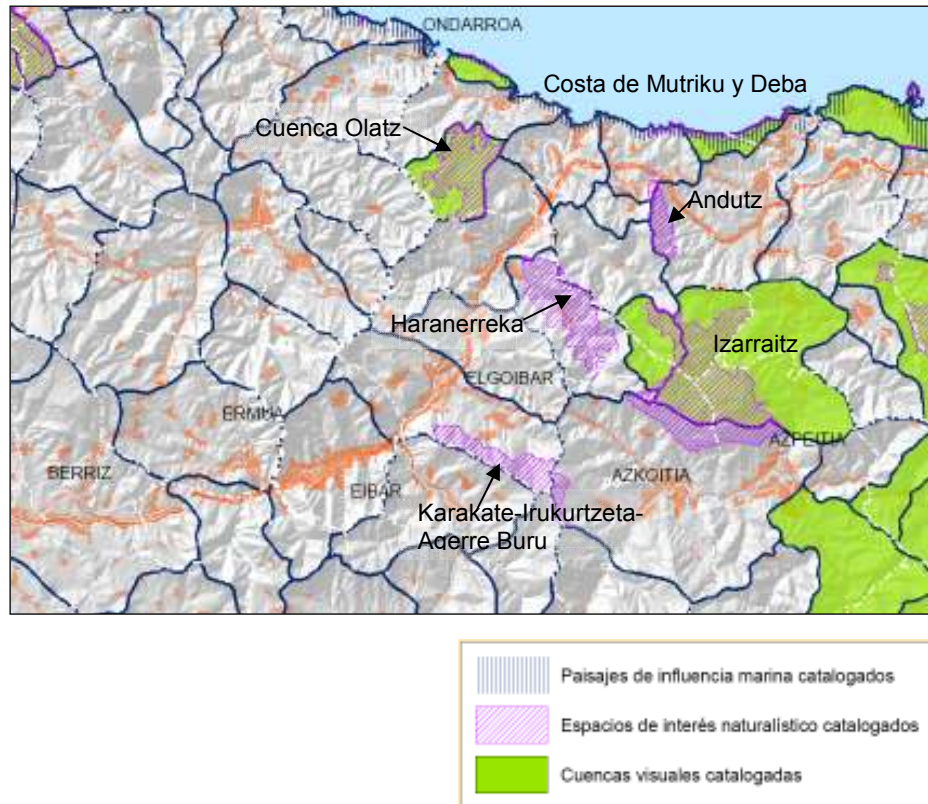 ONDARROA
Costa de Mutriku y Deba
Cuenca Olatz
Andutz
Haranerreka
Izarraitz
ELGOIBAR
ERMUA
AZPEITIA
BERRIZ
EIBAR
AZKOITIA
Karakate-Irukurtzeta-
Agerre Buru
Paisajes de influencia marina catalogados
Espacios de interés naturalístico catalogados
Cuencas visuales catalogadas